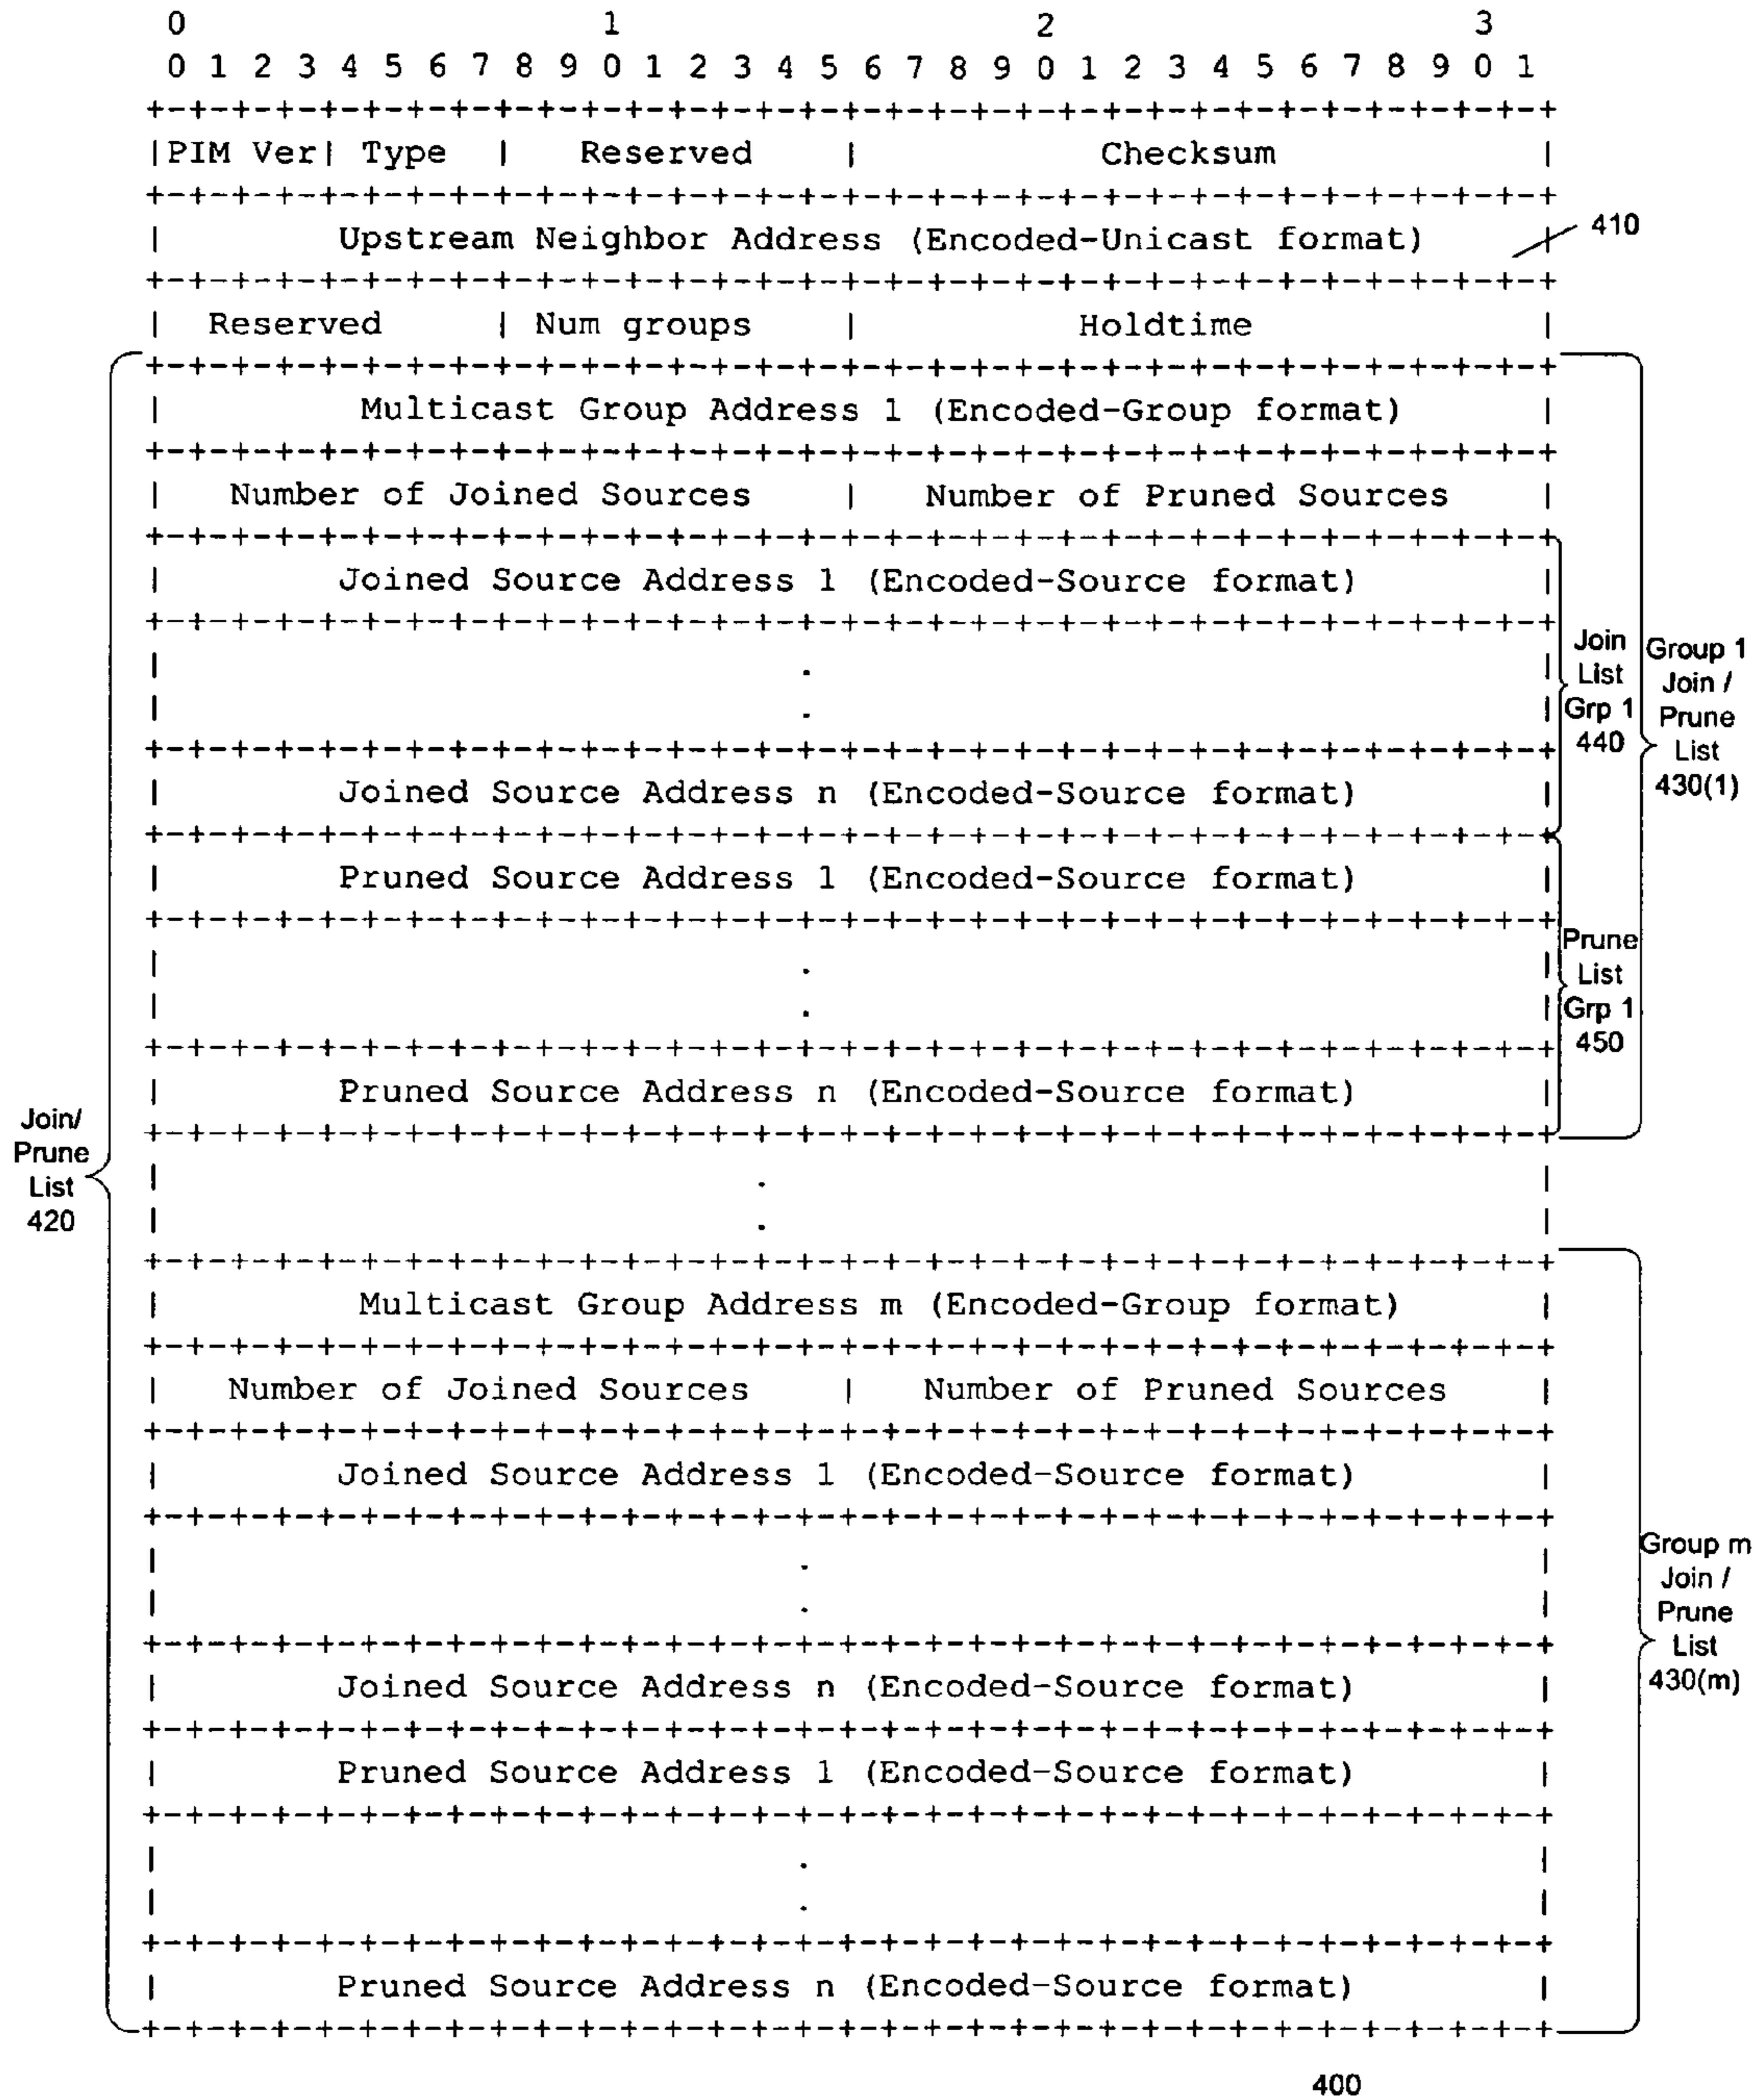 0 1 2 3
0 1 2 3 4 5 6 7 8 9 0 1 2 3 4 5 6 7 8 9 0 1 2 3 4 5 6 7 8 9 0 1
+-+-+-+-+-+-+-+-+-+-+-+-+-+-+-+-+-+-+-+-+-+-+-+-+-+-+-+-+-+-+-+-+
|PIM Ver| Type | Reserved | Checksum |
+-+-+-+-+-+-+-+-+-+-+-+-+-+-+-+-+-+-+-+-+-+-+-+-+-+-+-+-+-+-+-+-+
| Upstream Neighbor Address (Encoded-Unicast format) |
410
+-+-+-+-+-+-+-+-+-+-+-+-+-+-+-+-+-+-+-+-+-+-+-+-+-+-+-+-+-+-+-+-+
| Reserved | Num groups | Holdtime |
+-+-+-+-+-+-+-+-+-+-+-+-+-+-+-+-+-+-+-+-+-+-+-+-+-+-+-+-+-+-+-+-+
| Multicast Group Address 1 (Encoded-Group format) |
+-+-+-+-+-+-+-+-+-+-+-+-+-+-+-+-+-+-+-+-+-+-+-+-+-+-+-+-+-+-+-+-+
| Number of Joined Sources | Number of Pruned Sources |
+-+-+-+-+-+-+-+-+-+-+-+-+-+-+-+-+-+-+-+-+-+-+-+-+-+-+-+-+-+-+-+-+
| Joined Source Address 1 (Encoded-Source format) |
+-+-+-+-+-+-+-+-+-+-+-+-+-+-+-+-+-+-+-+-+-+-+-+-+-+-+-+-+-+-+-+-+
| . |
| . |
+-+-+-+-+-+-+-+-+-+-+-+-+-+-+-+-+-+-+-+-+-+-+-+-+-+-+-+-+-+-+-+-+
| Joined Source Address n (Encoded-Source format) |
+-+-+-+-+-+-+-+-+-+-+-+-+-+-+-+-+-+-+-+-+-+-+-+-+-+-+-+-+-+-+-+-+
| Pruned Source Address 1 (Encoded-Source format) |
+-+-+-+-+-+-+-+-+-+-+-+-+-+-+-+-+-+-+-+-+-+-+-+-+-+-+-+-+-+-+-+-+
| . |
| . |
+-+-+-+-+-+-+-+-+-+-+-+-+-+-+-+-+-+-+-+-+-+-+-+-+-+-+-+-+-+-+-+-+
| Pruned Source Address n (Encoded-Source format) |
+-+-+-+-+-+-+-+-+-+-+-+-+-+-+-+-+-+-+-+-+-+-+-+-+-+-+-+-+-+-+-+-+
Join
List
Grp 1
440
Prune
List
Grp 1
450
Group 1
Join /
Prune
List
430(1)
Join/
Prune
List
420
| . |
| . |
+-+-+-+-+-+-+-+-+-+-+-+-+-+-+-+-+-+-+-+-+-+-+-+-+-+-+-+-+-+-+-+-+
| Multicast Group Address m (Encoded-Group format) |
+-+-+-+-+-+-+-+-+-+-+-+-+-+-+-+-+-+-+-+-+-+-+-+-+-+-+-+-+-+-+-+-+
| Number of Joined Sources | Number of Pruned Sources |
+-+-+-+-+-+-+-+-+-+-+-+-+-+-+-+-+-+-+-+-+-+-+-+-+-+-+-+-+-+-+-+-+
| Joined Source Address 1 (Encoded-Source format) |
+-+-+-+-+-+-+-+-+-+-+-+-+-+-+-+-+-+-+-+-+-+-+-+-+-+-+-+-+-+-+-+-+
| . |
| . |
+-+-+-+-+-+-+-+-+-+-+-+-+-+-+-+-+-+-+-+-+-+-+-+-+-+-+-+-+-+-+-+-+
| Joined Source Address n (Encoded-Source format) |
+-+-+-+-+-+-+-+-+-+-+-+-+-+-+-+-+-+-+-+-+-+-+-+-+-+-+-+-+-+-+-+-+
| Pruned Source Address 1 (Encoded-Source format) |
+-+-+-+-+-+-+-+-+-+-+-+-+-+-+-+-+-+-+-+-+-+-+-+-+-+-+-+-+-+-+-+-+
| . |
| . |
+-+-+-+-+-+-+-+-+-+-+-+-+-+-+-+-+-+-+-+-+-+-+-+-+-+-+-+-+-+-+-+-+
| Pruned Source Address n (Encoded-Source format) |
+-+-+-+-+-+-+-+-+-+-+-+-+-+-+-+-+-+-+-+-+-+-+-+-+-+-+-+-+-+-+-+-+
Group m
Join /
Prune
List
430(m)
400